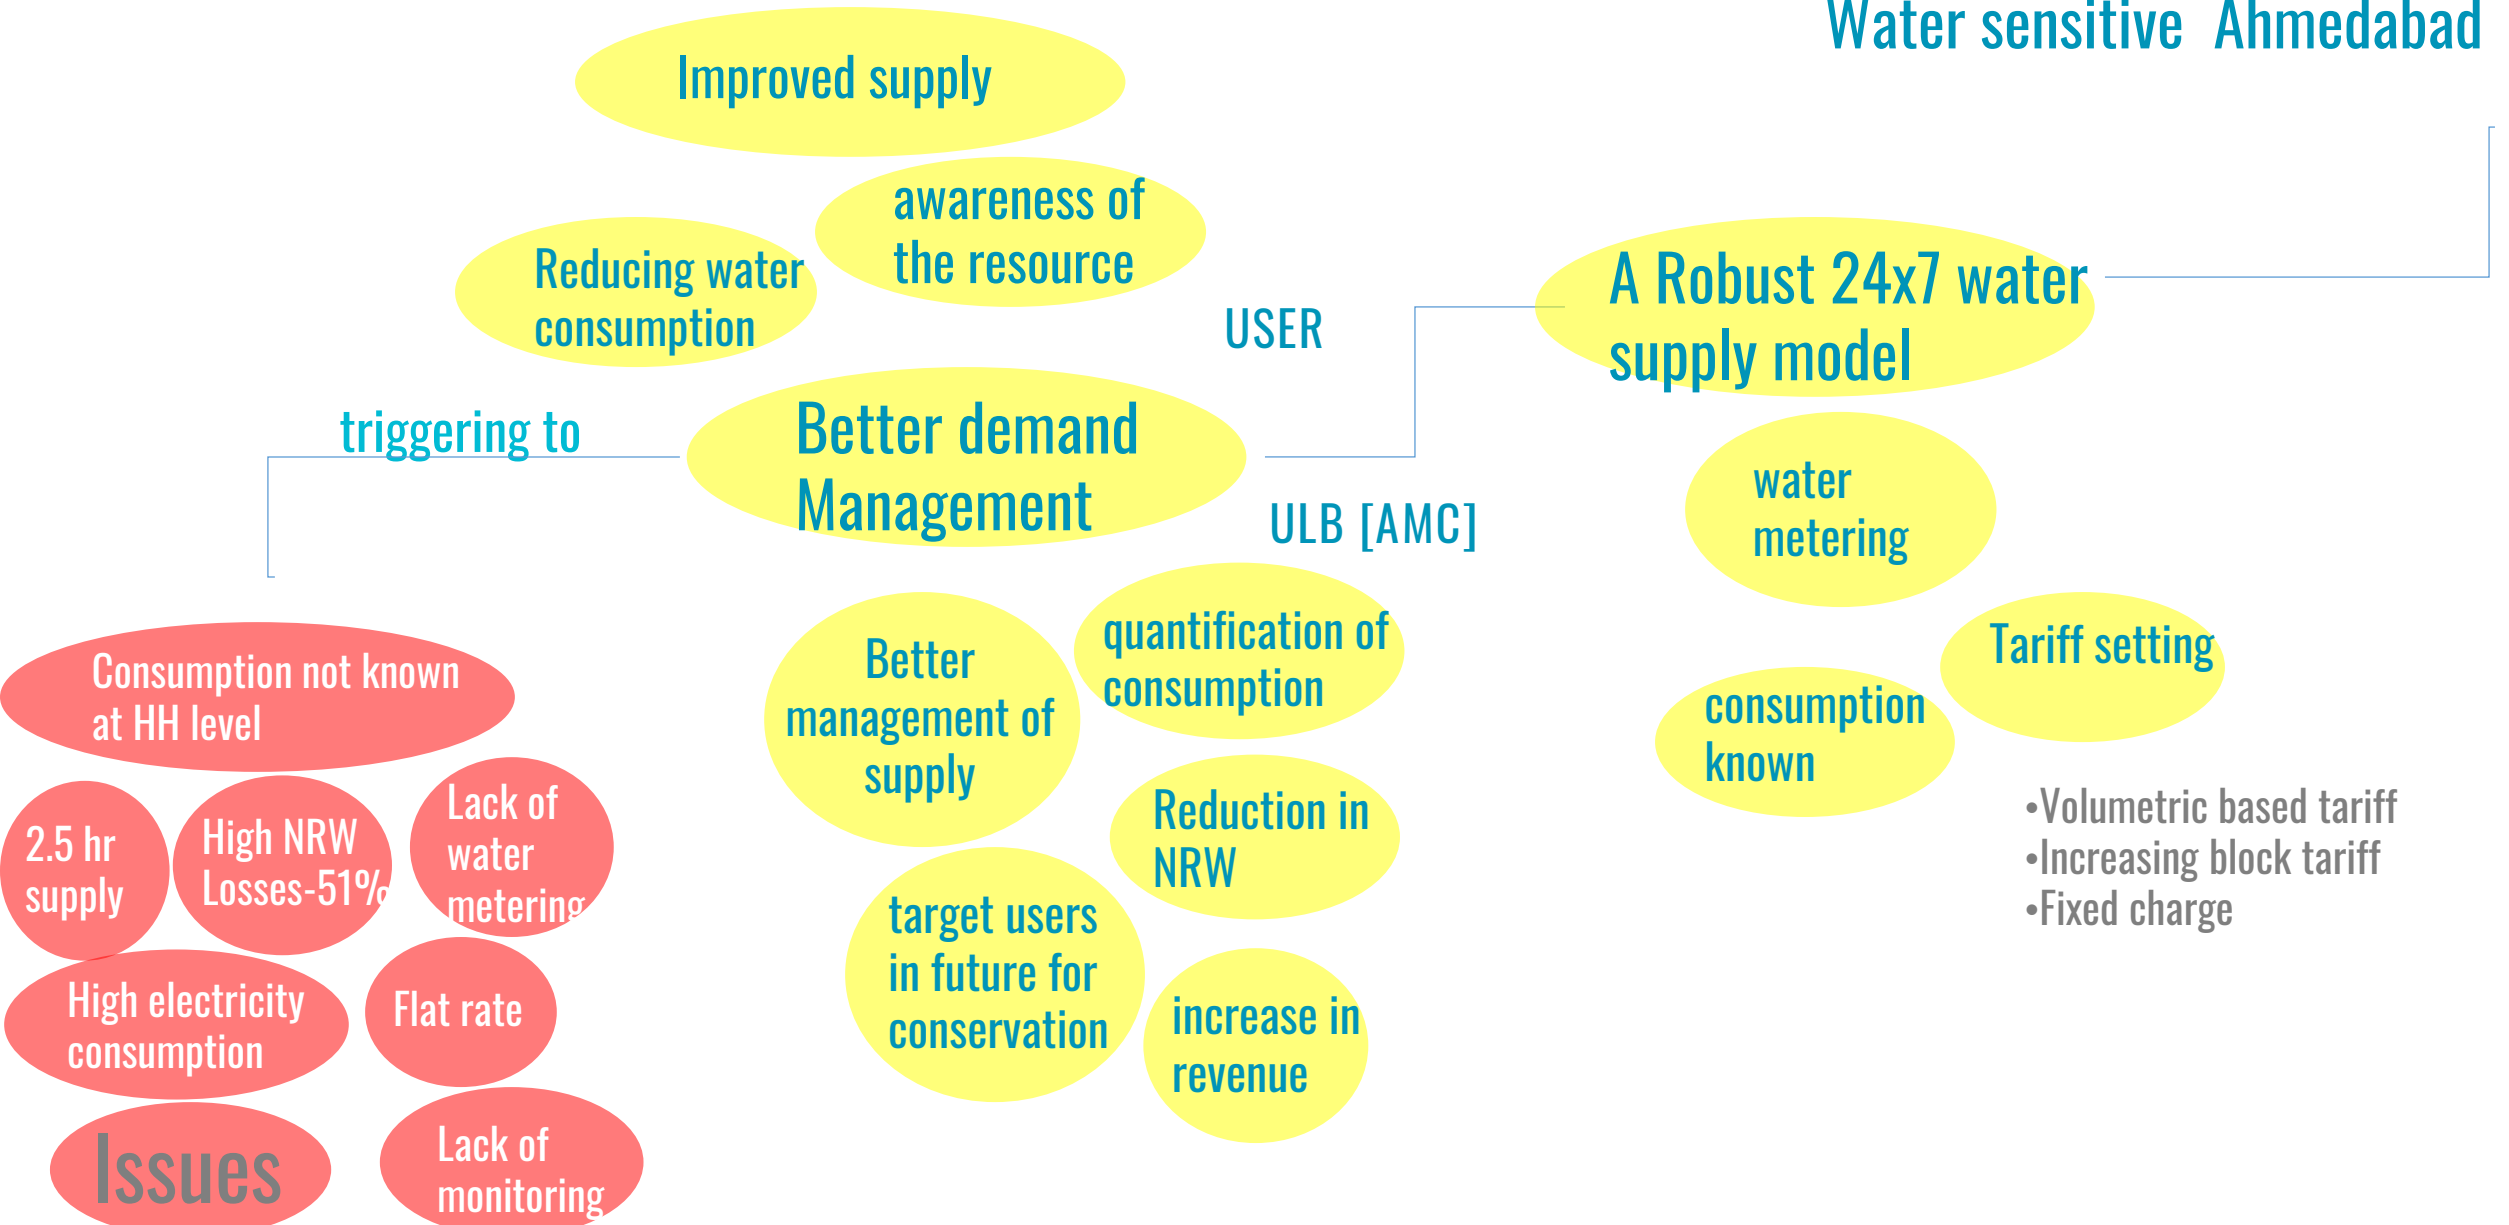 Water sensitive Ahmedabad
Improved supply
awareness of
the resource
Reducing water
consumption
USER
A Robust 24x7 water
supply model
triggering to
Better demand
Management
ULB [AMC]
water
metering
quantification of
consumption
Better
management of
supply
Tariff setting
consumption
known
Consumption not known
at HH level
2.5 hr
supply
High NRW
Losses-51%
Lack of
water
metering
Reduction in
NRW
•Volumetric based tariff
•Increasing block tariff
•Fixed charge
target users
in future for
conservation
increase in
revenue
High electricity
consumption
Flat rate
Issues
Lack of
monitoring